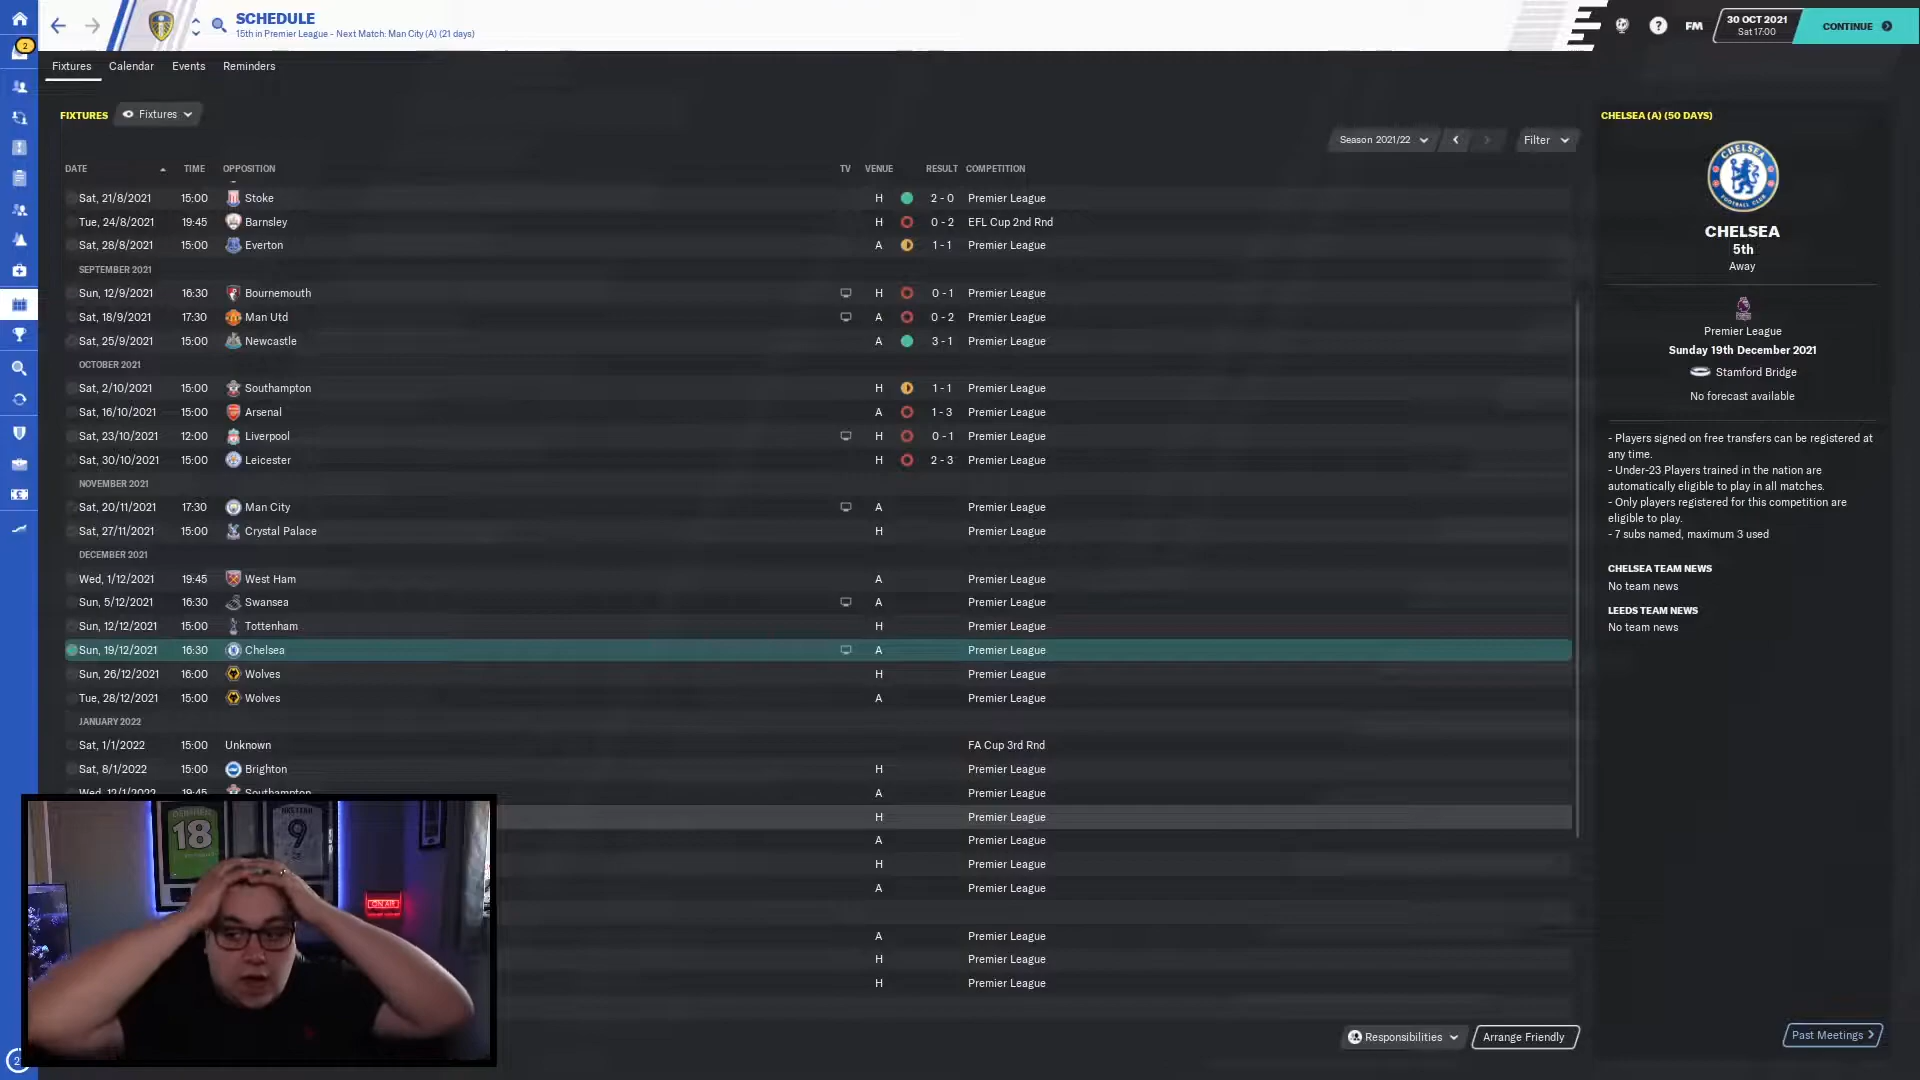 SCHEDULE
15th in Premier League - Next Match: Man City (A) (21 days)
2
FM
30 OCT 2021
Sat 17:00
CONTINUE
Fixtures Calendar Events Reminders
FIXTURES Fixtures
Season 2021/22 Filter
DATE TIME OPPOSITION TV VENUE RESULT COMPETITION
Sat, 21/8/2021 15:00 Stoke H 2 - 0 Premier League
Tue, 24/8/2021 19:45 Barnsley H 0 - 2 EFL Cup 2nd Rnd
Sat, 28/8/2021 15:00 Everton A 1 - 1 Premier League
SEPTEMBER 2021
Sun, 12/9/2021 16:30 Bournemouth H 0 - 1 Premier League
Sat, 18/9/2021 17:30 Man Utd A 0 - 2 Premier League
Sat, 25/9/2021 15:00 Newcastle A 3 - 1 Premier League
OCTOBER 2021
Sat, 2/10/2021 15:00 Southampton H 1 - 1 Premier League
Sat, 16/10/2021 15:00 Arsenal A 1 - 3 Premier League
Sat, 23/10/2021 12:00 Liverpool H 0 - 1 Premier League
Sat, 30/10/2021 15:00 Leicester H 2 - 3 Premier League
NOVEMBER 2021
Sat, 20/11/2021 17:30 Man City A Premier League
Sat, 27/11/2021 15:00 Crystal Palace H Premier League
DECEMBER 2021
Wed, 1/12/2021 19:45 West Ham A Premier League
Sun, 5/12/2021 16:30 Swansea A Premier League
Sun, 12/12/2021 15:00 Tottenham H Premier League
Sun, 19/12/2021 16:30 Chelsea A Premier League
Sun, 26/12/2021 16:00 Wolves H Premier League
Tue, 28/12/2021 15:00 Wolves A Premier League
JANUARY 2022
Sat, 1/1/2022 15:00 Unknown FA Cup 3rd Rnd
Sat, 8/1/2022 15:00 Brighton H Premier League
Wed, 12/1/2022 19:45 Southampton A Premier League
H Premier League
A Premier League
H Premier League
A Premier League
A Premier League
H Premier League
H Premier League
18
9
ON AIR
Responsibilities Arrange Friendly
CHELSEA (A) (50 DAYS)
CHELSEA
FOOTBALL CLUB
CHELSEA
5th
Away
Premier League
Sunday 19th December 2021
Stamford Bridge
No forecast available
- Players signed on free transfers can be registered at
any time.
- Under-23 Players trained in the nation are
automatically eligible to play in all matches.
- Only players registered for this competition are
eligible to play.
- 7 subs named, maximum 3 used
CHELSEA TEAM NEWS
No team news
LEEDS TEAM NEWS
No team news
Past Meetings